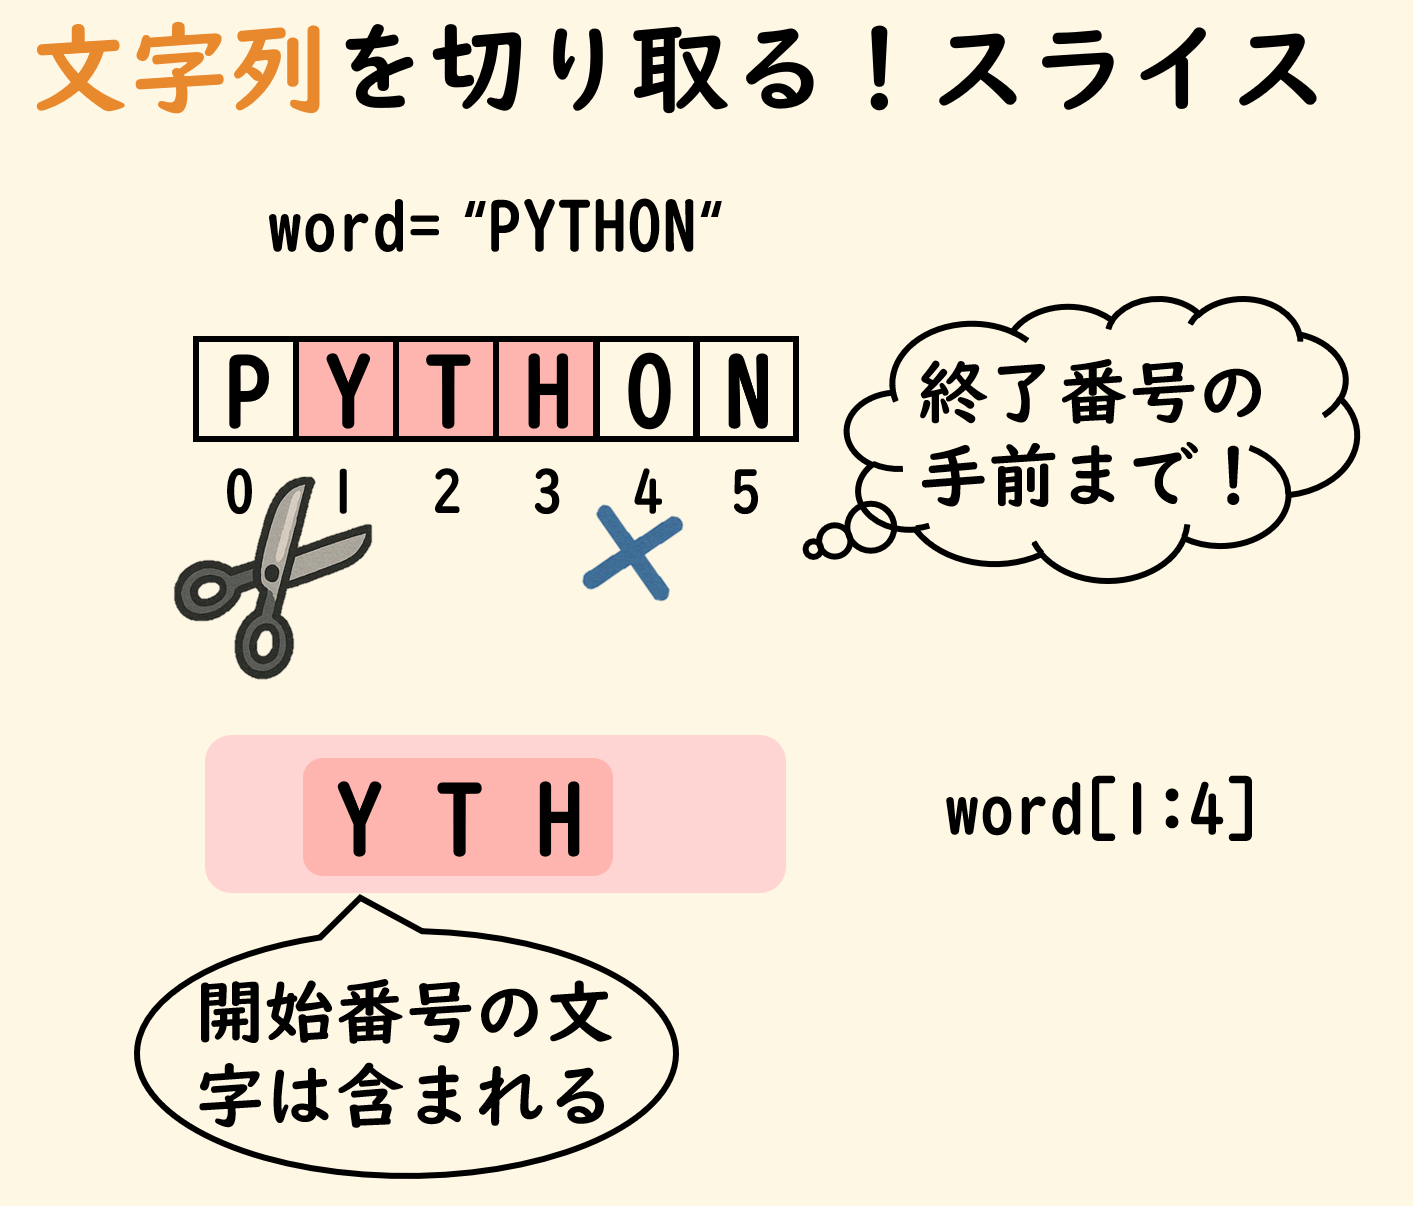 文字列を切り取る！スライス
word= “PYTHON“
P Y T H O N
0 1 2 3 4 5
終了番号の
手前まで！
Y T H
word[1:4]
開始番号の文
字は含まれる